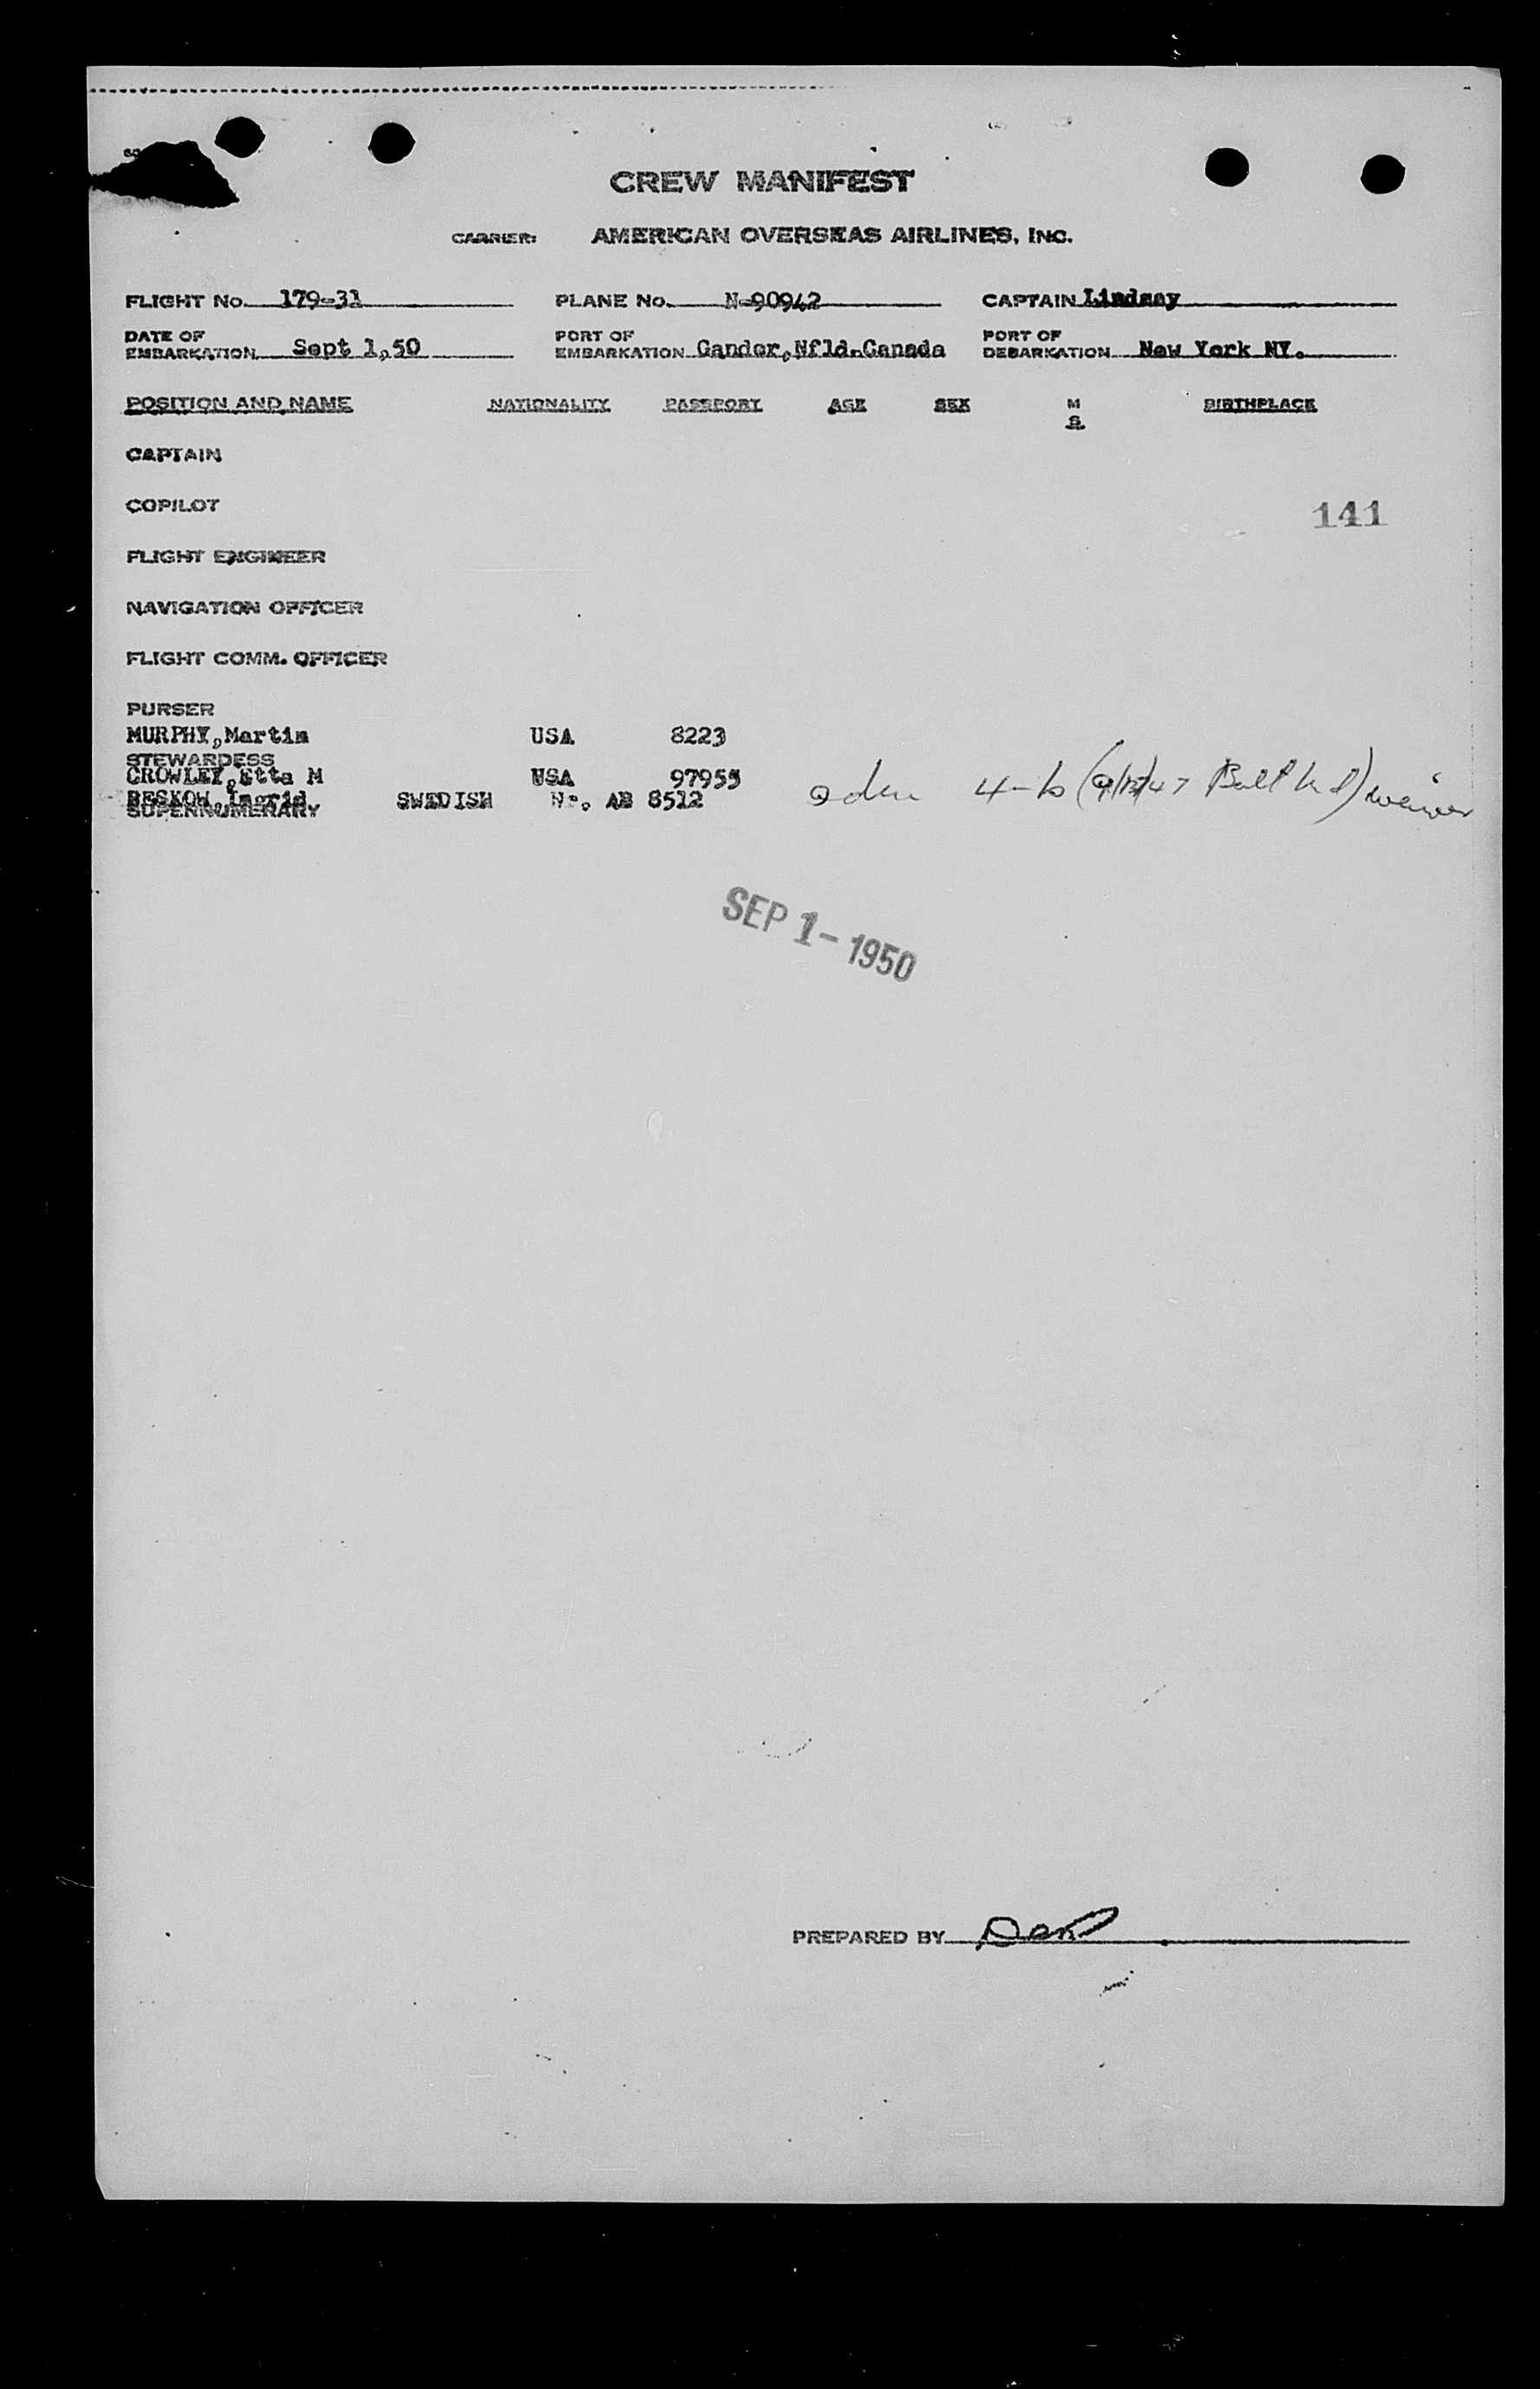 CREW MANIFEST
CARRIER: AMERICAN OVERSEAS AIRLINES, INC.
FLIGHT No. 179-31 PLANE No. N-90942 CAPTAIN Lindsay
DATE OF EMBARKATION Sept 1,50 PORT OF EMBARKATION Gander,Nfld.Canada PORT OF DEBARKATION New York NY.
POSITION AND NAME NATIONALITY PASSPORT AGE SEX M S BIRTHPLACE
CAPTAIN
COPILOT
141
FLIGHT ENGINEER
NAVIGATION OFFICER
FLIGHT COMM. OFFICER
PURSER
MURPHY,Martin USA 8223
STEWARDESS
CROWLEY,Etta M USA 97955
BESKOW,Ingrid SWEDISH No. AB 8512 adm 4-b waiver
SUPERNUMERARY
SEP 1- 1950
PREPARED BY